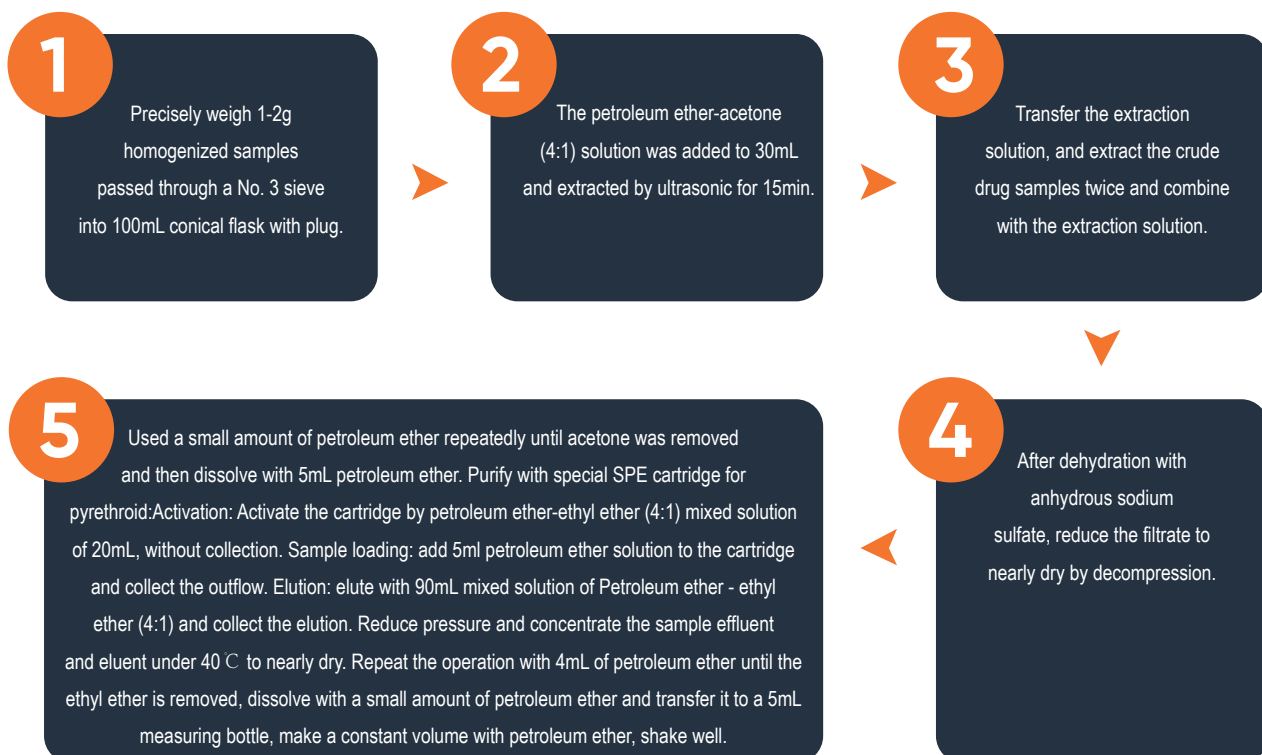 1
Precisely weigh 1-2g
homogenized samples
passed through a No. 3 sieve
into 100mL conical flask with plug.
2
The petroleum ether-acetone
(4:1) solution was added to 30mL
and extracted by ultrasonic for 15min.
3
Transfer the extraction
solution, and extract the crude
drug samples twice and combine
with the extraction solution.
4
After dehydration with
anhydrous sodium
sulfate, reduce the filtrate to
nearly dry by decompression.
5
Used a small amount of petroleum ether repeatedly until acetone was removed
and then dissolve with 5mL petroleum ether. Purify with special SPE cartridge for
pyrethroid:Activation: Activate the cartridge by petroleum ether-ethyl ether (4:1) mixed solution
of 20mL, without collection. Sample loading: add 5ml petroleum ether solution to the cartridge
and collect the outflow. Elution: elute with 90mL mixed solution of Petroleum ether - ethyl
ether (4:1) and collect the elution. Reduce pressure and concentrate the sample effluent
and eluent under 40℃ to nearly dry. Repeat the operation with 4mL of petroleum ether until the
ethyl ether is removed, dissolve with a small amount of petroleum ether and transfer it to a 5mL
measuring bottle, make a constant volume with petroleum ether, shake well.